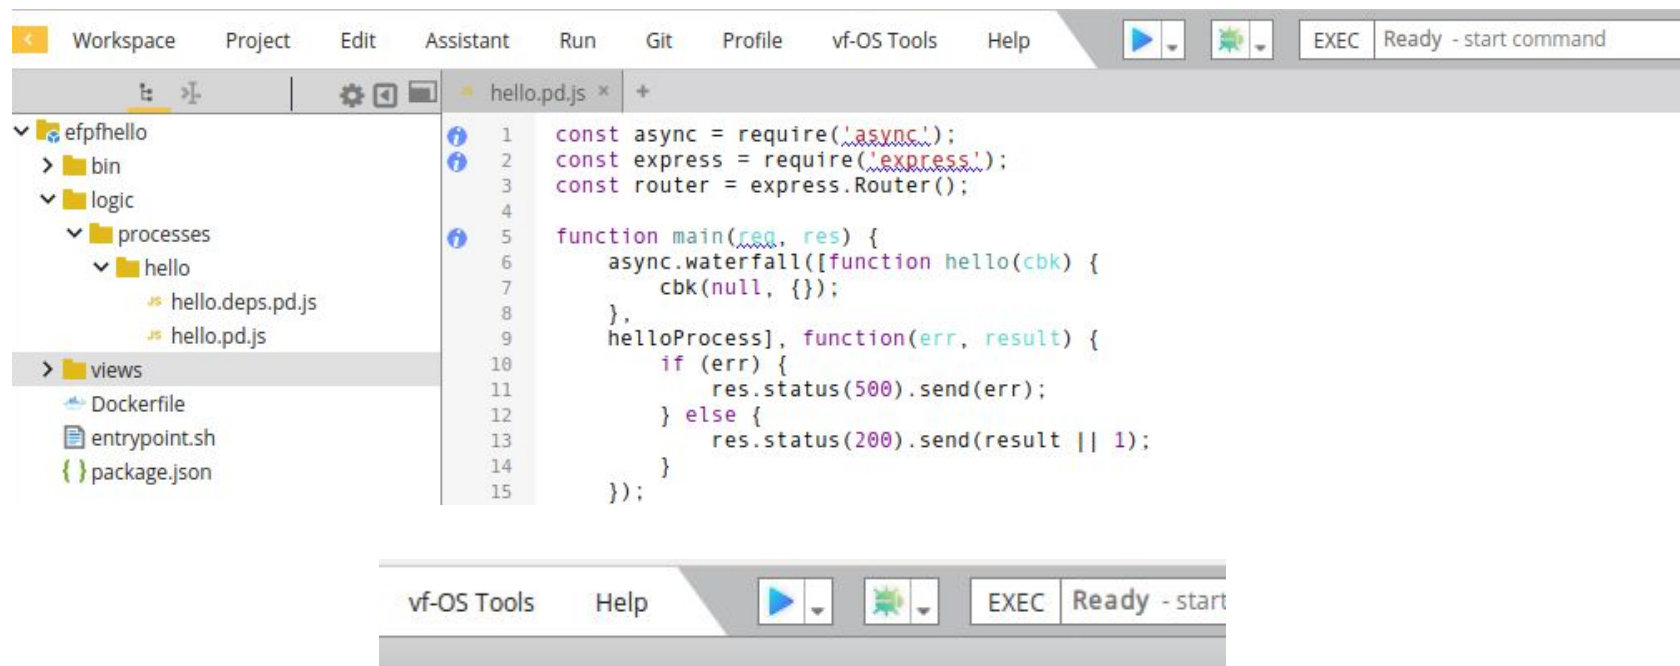 Workspace Project Edit Assistant Run Git Profile vf-OS Tools Help EXEC Ready - start command
hello.pd.js × +
efpfhello
bin
logic
processes
hello
JS hello.deps.pd.js
JS hello.pd.js
views
Dockerfile
entrypoint.sh
{ } package.json
1 const async = require('async');
2 const express = require('express');
3 const router = express.Router();
4
5 function main(req, res) {
6 async.waterfall([function hello(cbk) {
7 cbk(null, {});
8 },
9 helloProcess], function(err, result) {
10 if (err) {
11 res.status(500).send(err);
12 } else {
13 res.status(200).send(result || 1);
14 }
15 });
vf-OS Tools Help EXEC Ready - start